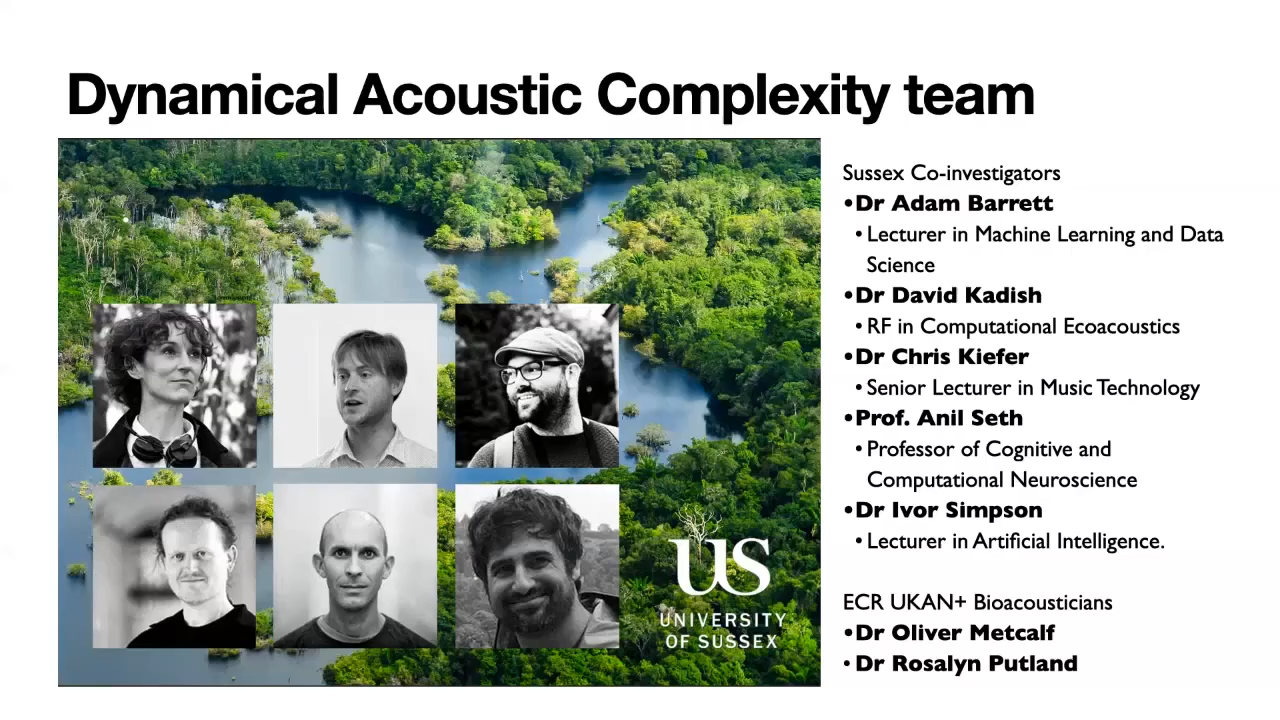 Dynamical Acoustic Complexity team
Sussex Co-investigators
•Dr Adam Barrett
• Lecturer in Machine Learning and Data
Science
•Dr David Kadish
• RF in Computational Ecoacoustics
•Dr Chris Kiefer
• Senior Lecturer in Music Technology
•Prof. Anil Seth
• Professor of Cognitive and
Computational Neuroscience
•Dr Ivor Simpson
• Lecturer in Artificial Intelligence.
ECR UKAN+ Bioacousticians
•Dr Oliver Metcalf
• Dr Rosalyn Putland
US
UNIVERSITY
OF SUSSEX